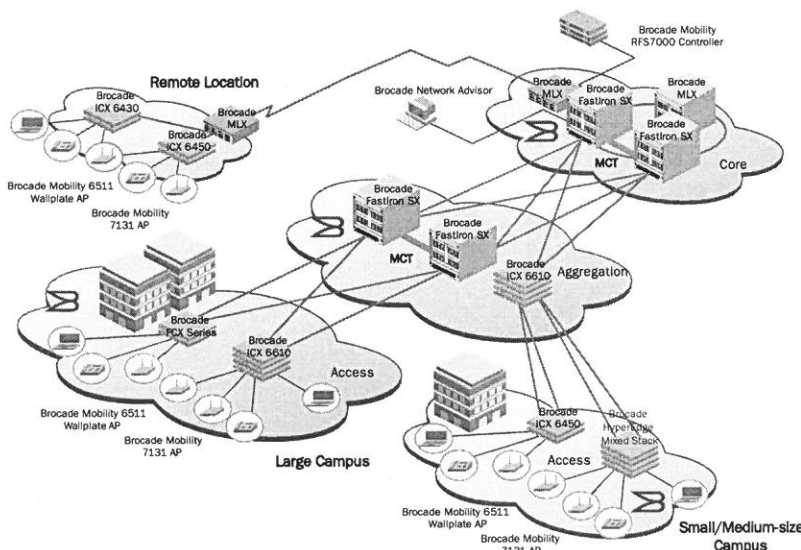 Brocade Mobility
RFS7000 Controller
Remote Location
Brocade
ICX 6430
Brocade
MLX
Brocade
ICX 6450
Brocade Mobility 6511
Wallplate AP
Brocade Mobility
7131 AP
Brocade Network Advisor
Brocade
MLX
Brocade
FastIron SX
Brocade
MLX
Brocade
FastIron SX
MCT
Core
Brocade
FastIron SX
Brocade
FastIron SX
MCT
Brocade
ICX 6610
Aggregation
Brocade
FCX Series
Brocade
ICX 6610
Access
Brocade Mobility 6511
Wallplate AP
Brocade Mobility
7131 AP
Large Campus
Brocade
ICX 6450
Brocade
HyperEdge
Mixed Stack
Access
Brocade Mobility 6511
Wallplate AP
Brocade Mobility
7131 AP
Small/Medium-size
Campus